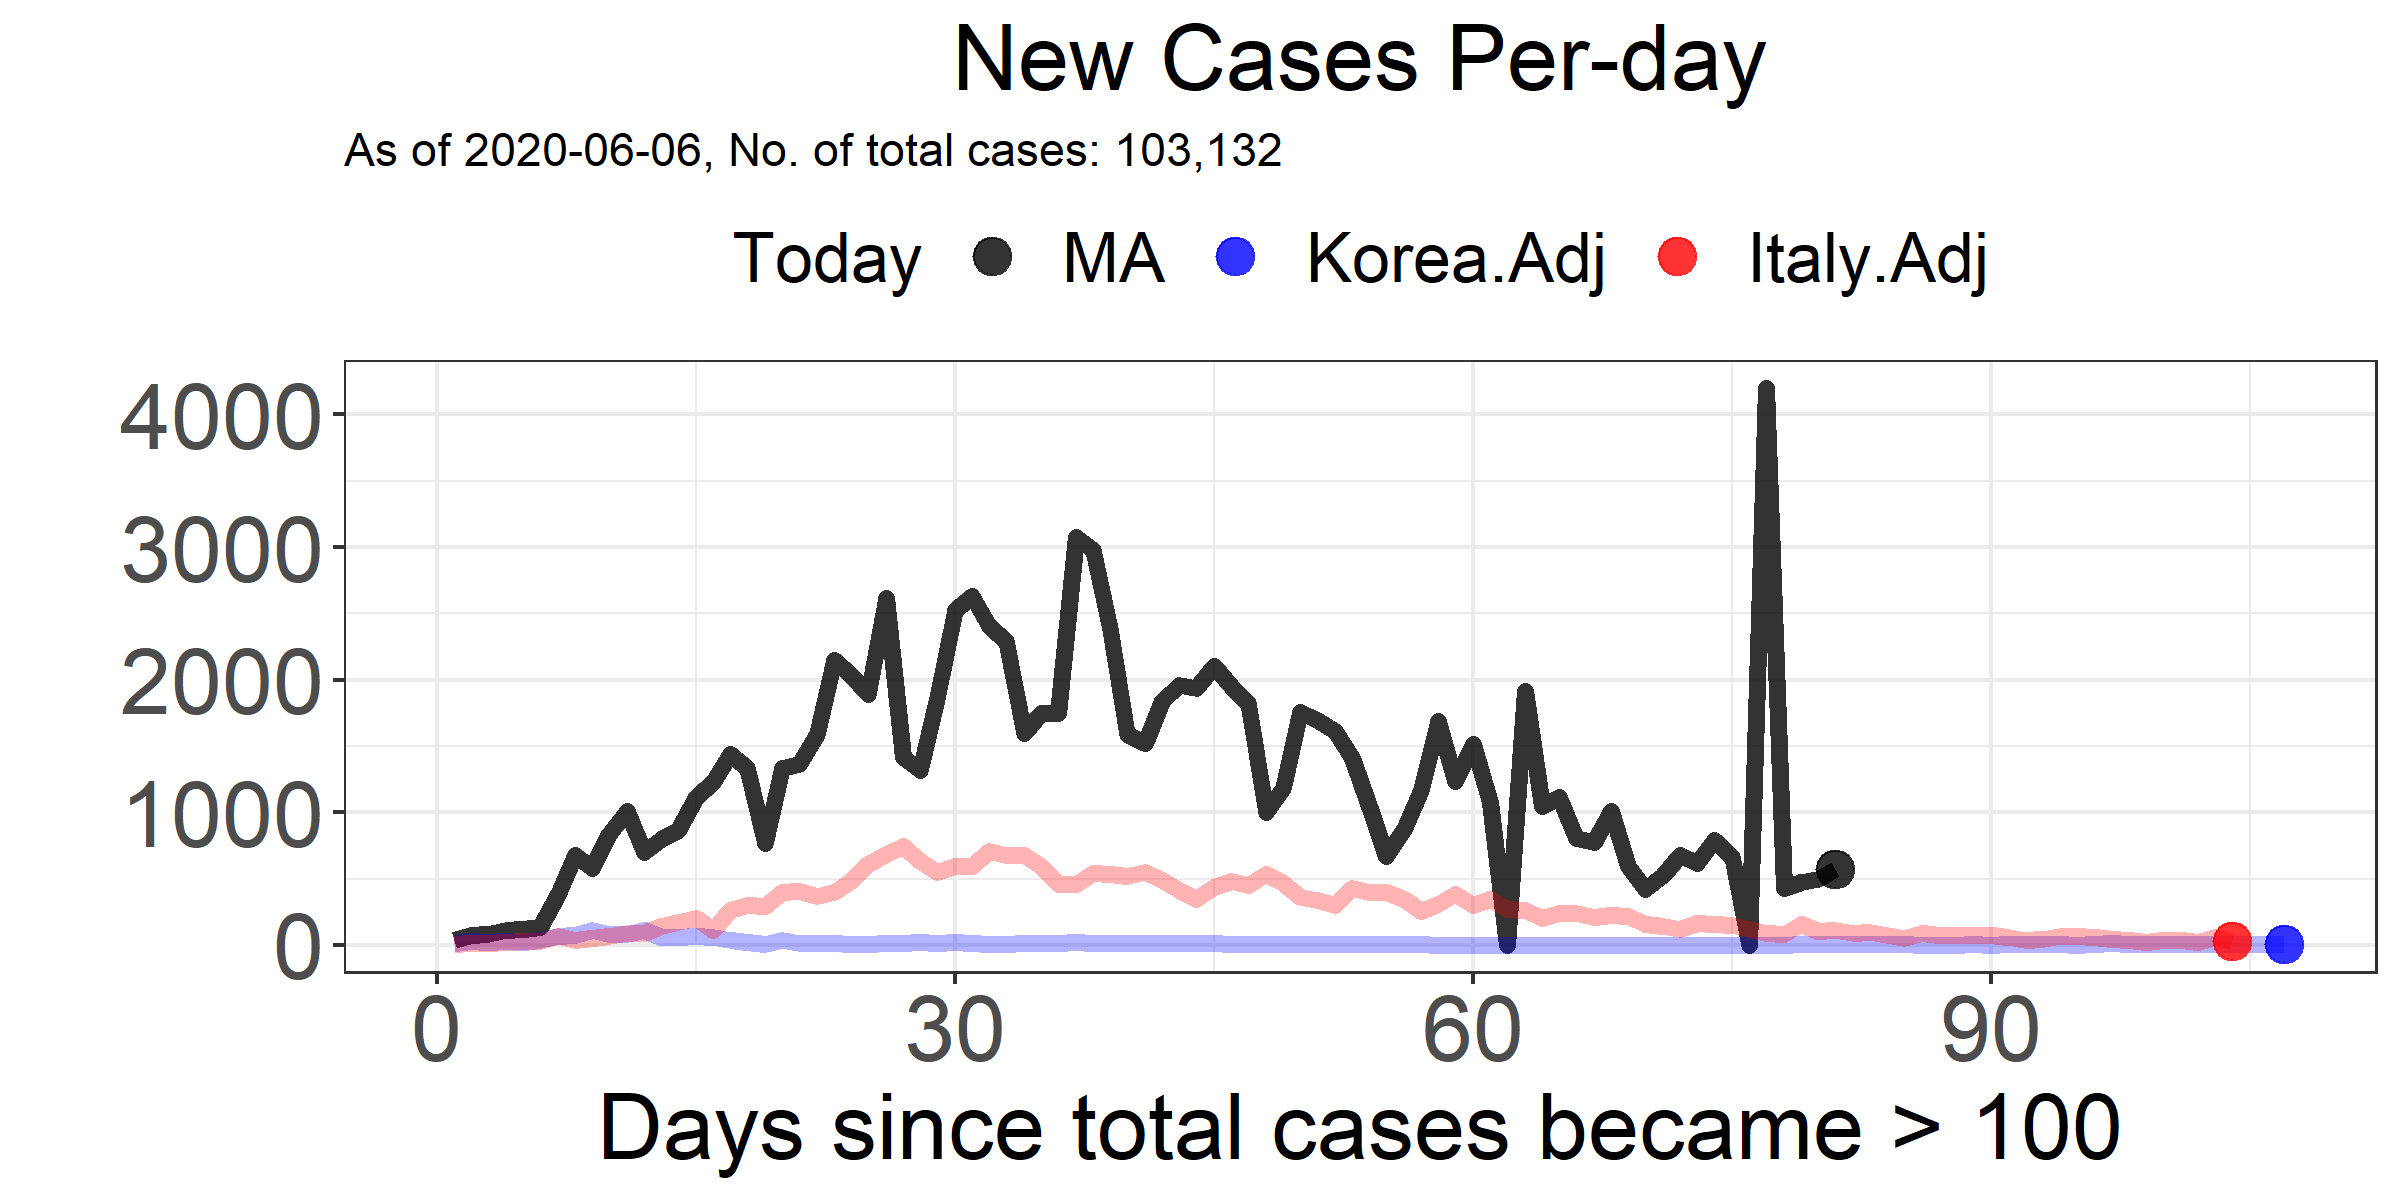 New Cases Per-day
As of 2020-06-06, No. of total cases: 103,132
Today MA Korea.Adj Italy.Adj
4000
3000
2000
1000
0
0 30 60 90
Days since total cases became > 100